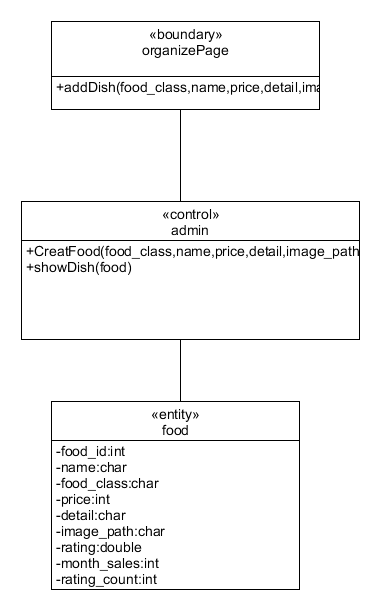 «boundary»
organizePage
+addDish(food_class,name,price,detail,ima
«control»
admin
+CreatFood(food_class,name,price,detail,image_path
+showDish(food)
«entity»
food
-food_id:int
-name:char
-food_class:char
-price:int
-detail:char
-image_path:char
-rating:double
-month_sales:int
-rating_count:int